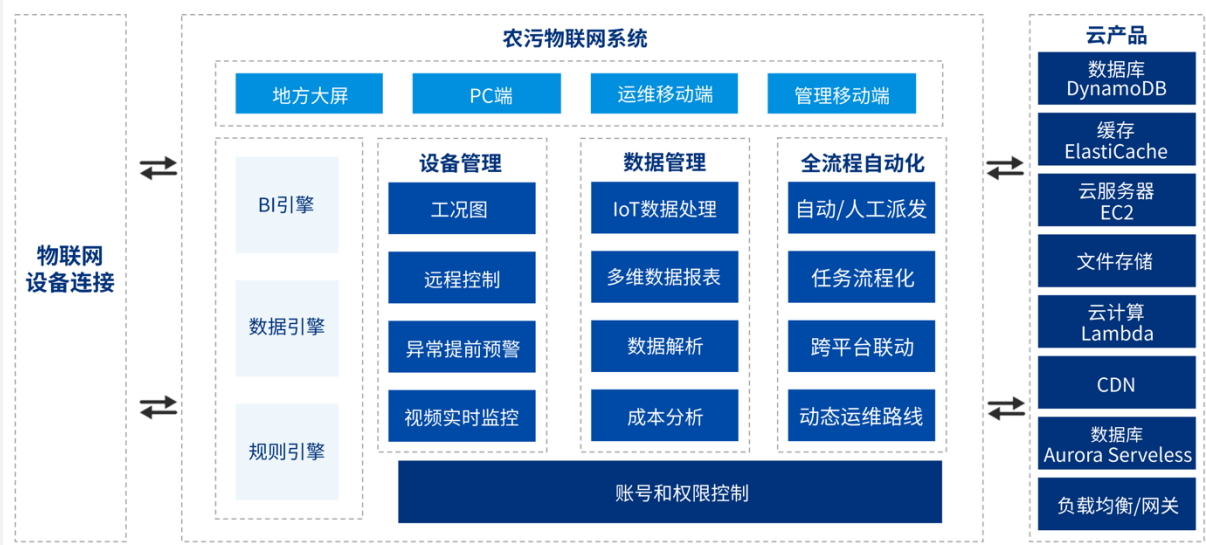 物联网
设备连接
农污物联网系统
地方大屏
PC端
运维移动端
管理移动端
BI引擎
数据引擎
规则引擎
设备管理
工况图
远程控制
异常提前预警
视频实时监控
数据管理
IoT数据处理
多维数据报表
数据解析
成本分析
全流程自动化
自动/人工派发
任务流程化
跨平台联动
动态运维路线
账号和权限控制
云产品
数据库
DynamoDB
缓存
ElastiCache
云服务器
EC2
文件存储
云计算
Lambda
CDN
数据库
Aurora Serveless
负载均衡/网关